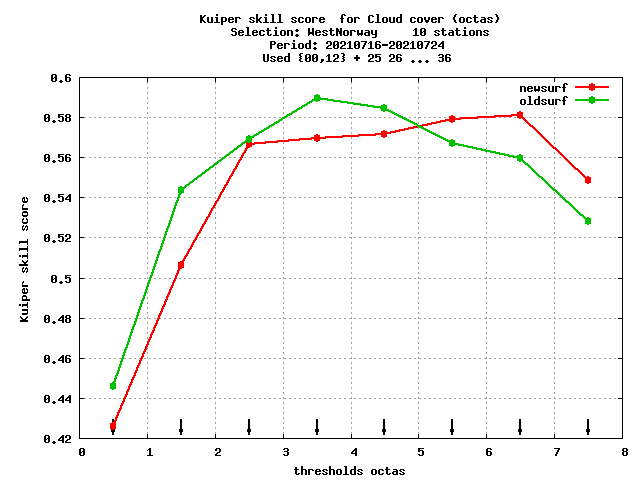 Kuiper skill score  for Cloud cover (octas)
Selection: WestNorway     10 stations
Period: 20210716-20210724
Used {00,12} + 25 26 ... 36
newsurf
oldsurf
0.6
0.58
0.56
0.54
0.52
0.5
0.48
0.46
0.44
0.42
Kuiper skill score
0 1 2 3 4 5 6 7 8
thresholds octas